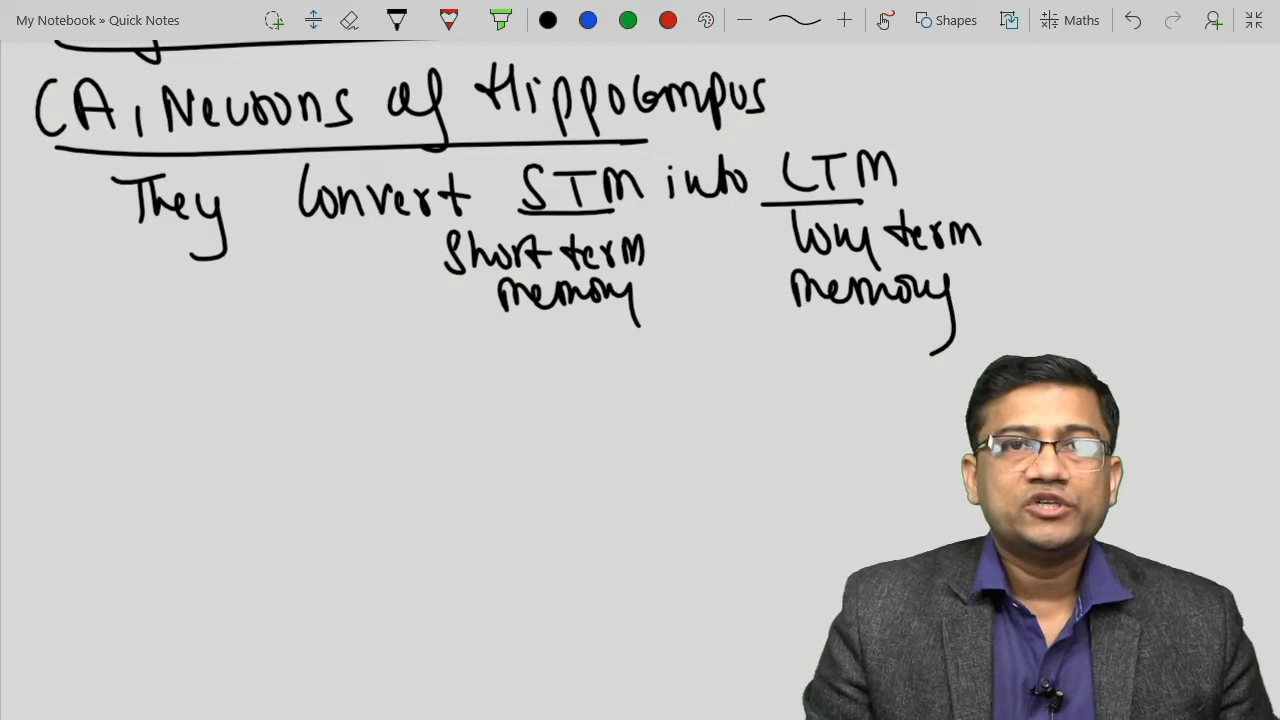 My Notebook » Quick Notes Shapes Maths
CA1 Neurons of Hippocampus
They Convert STM into LTM
Short term long term
memory memory